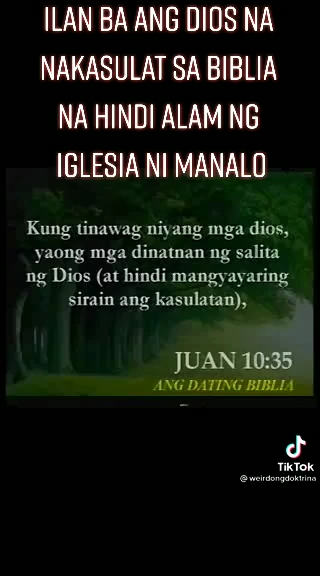 ILAN BA ANG DIOS NA
NAKASULAT SA BIBLIA
NA HINDI ALAM NG
IGLESIA NI MANALO
Kung tinawag niyang mga dios,
yaong mga dinatnan ng salita
ng Dios (at hindi mangyayaring
sirain ang kasulatan),
JUAN 10:35
ANG DATING BIBLIA
TikTok
@weirdongdoktrina